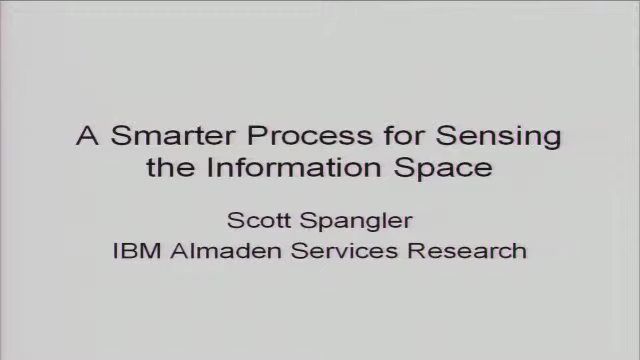 A Smarter Process for Sensing
the Information Space
Scott Spangler
IBM Almaden Services Research